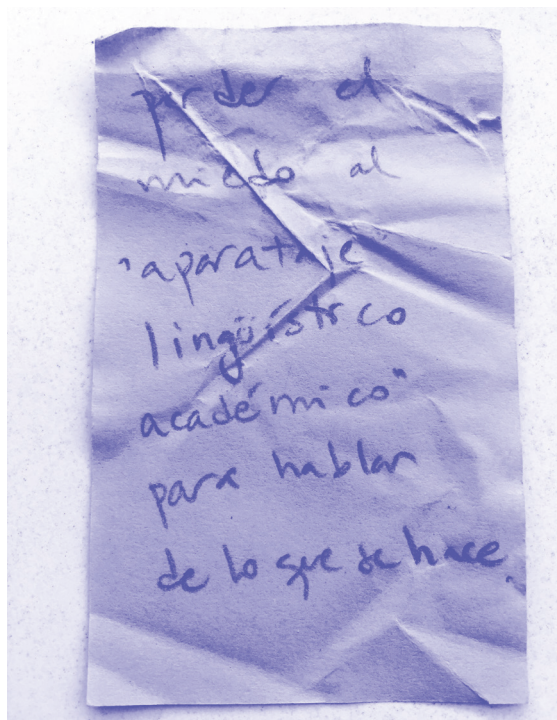 perder el
miedo al
"aparataje
lingüístico
académico"
para hablar
de lo que se hace.